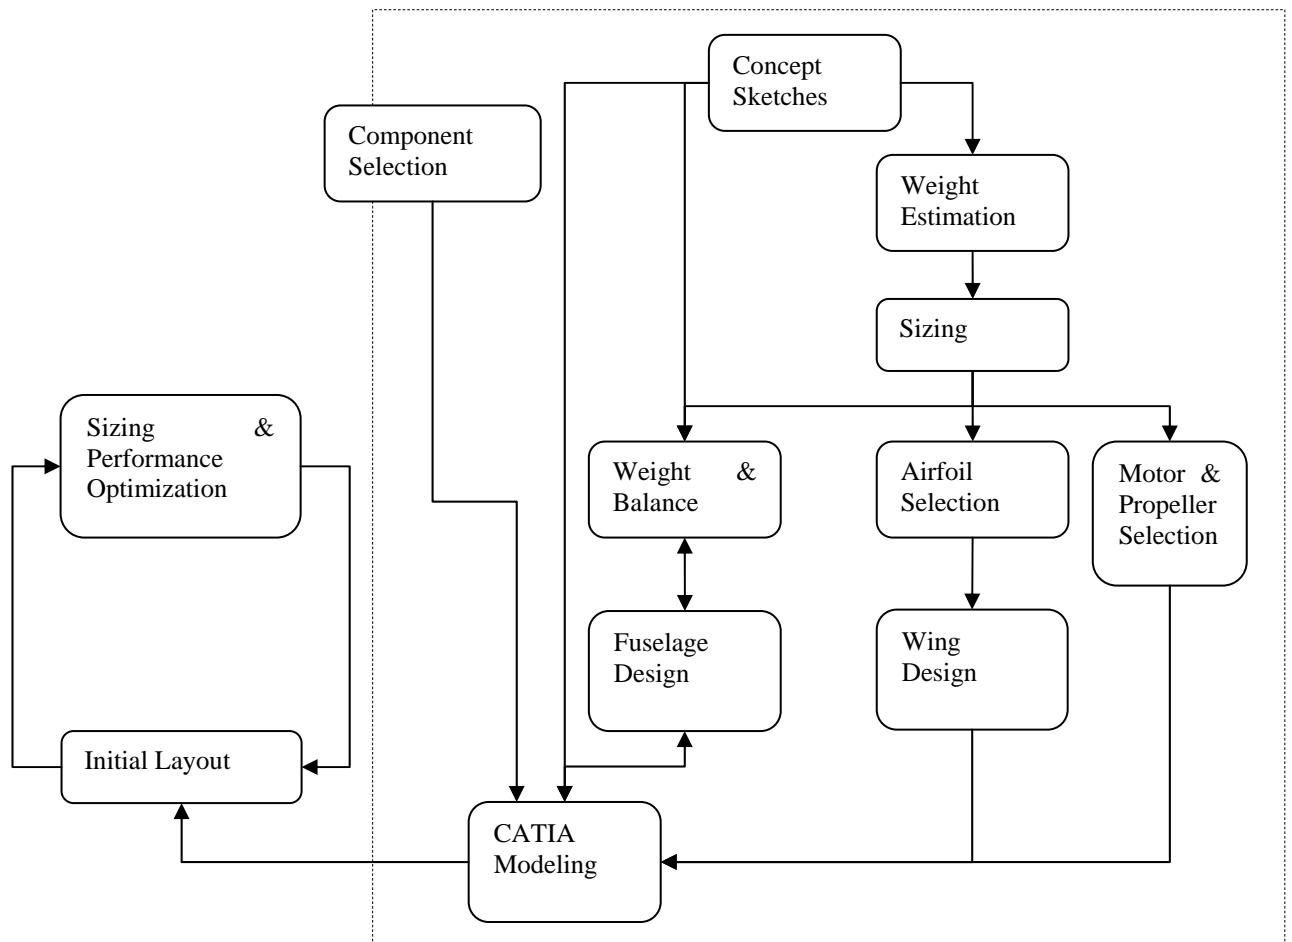 Concept
Sketches
Component
Selection
Weight
Estimation
Sizing
Sizing &
Performance
Optimization
Weight &
Balance
Airfoil
Selection
Motor &
Propeller
Selection
Fuselage
Design
Wing
Design
Initial Layout
CATIA
Modeling